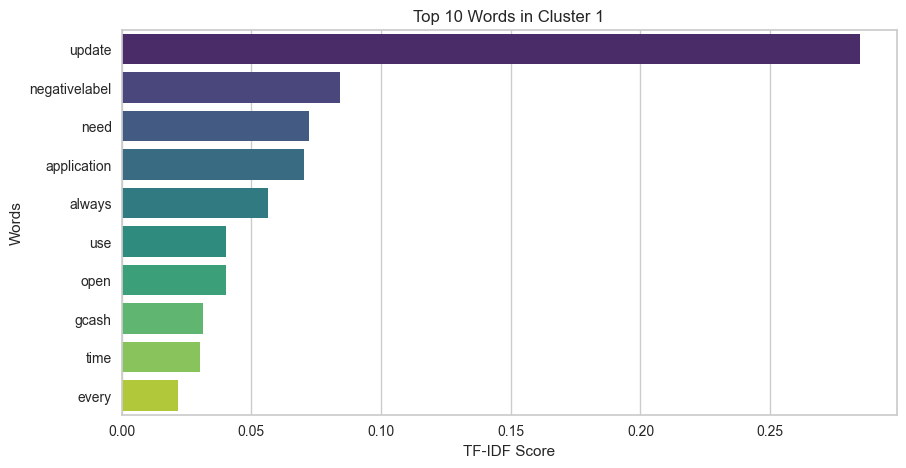 Top 10 Words in Cluster 1
Words
update
negativelabel
need
application
always
use
open
gcash
time
every
0.00 0.05 0.10 0.15 0.20 0.25
TF-IDF Score